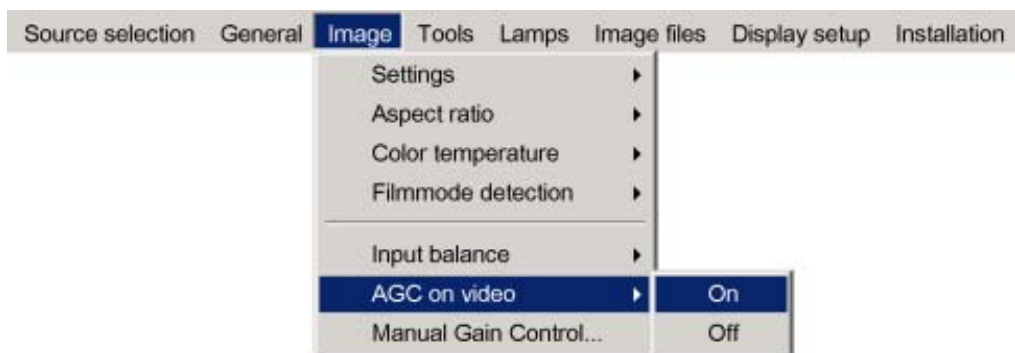 Source selection General Image Tools Lamps Image files Display setup Installation
Settings
Aspect ratio
Color temperature
Filmmode detection
Input balance
AGC on video On
Manual Gain Control... Off